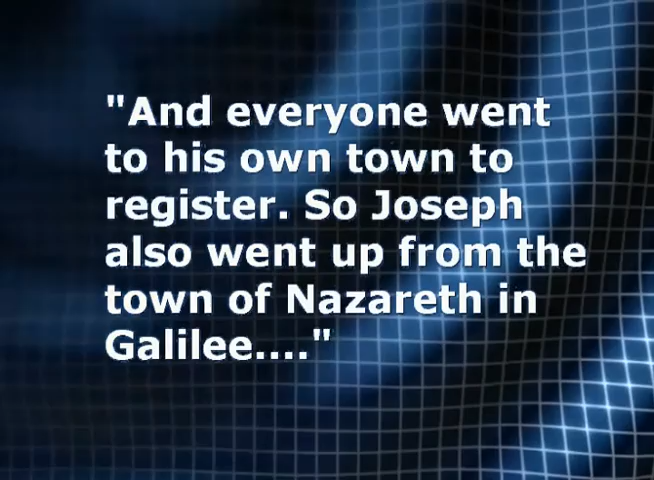 "And everyone went
to his own town to
register. So Joseph
also went up from the
town of Nazareth in
Galilee...."